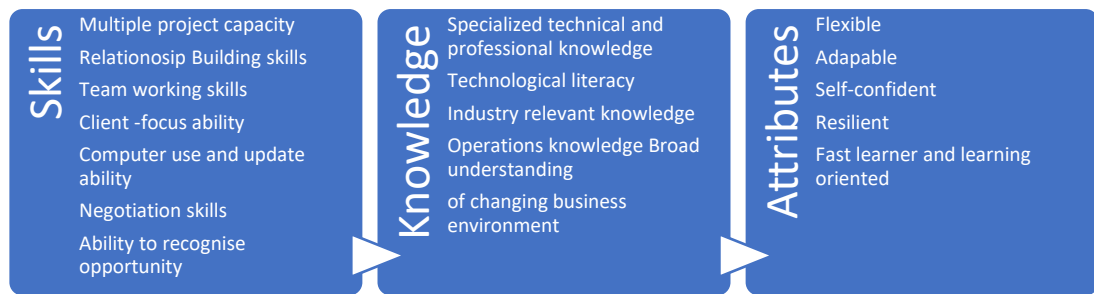 Skills
Multiple project capacity
Relationosip Building skills
Team working skills
Client -focus ability
Computer use and update
ability
Negotiation skills
Ability to recognise
opportunity
Knowledge
Specialized technical and
professional knowledge
Technological literacy
Industry relevant knowledge
Operations knowledge Broad
understanding
of changing business
environment
Attributes
Flexible
Adapable
Self-confident
Resilient
Fast learner and learning
oriented